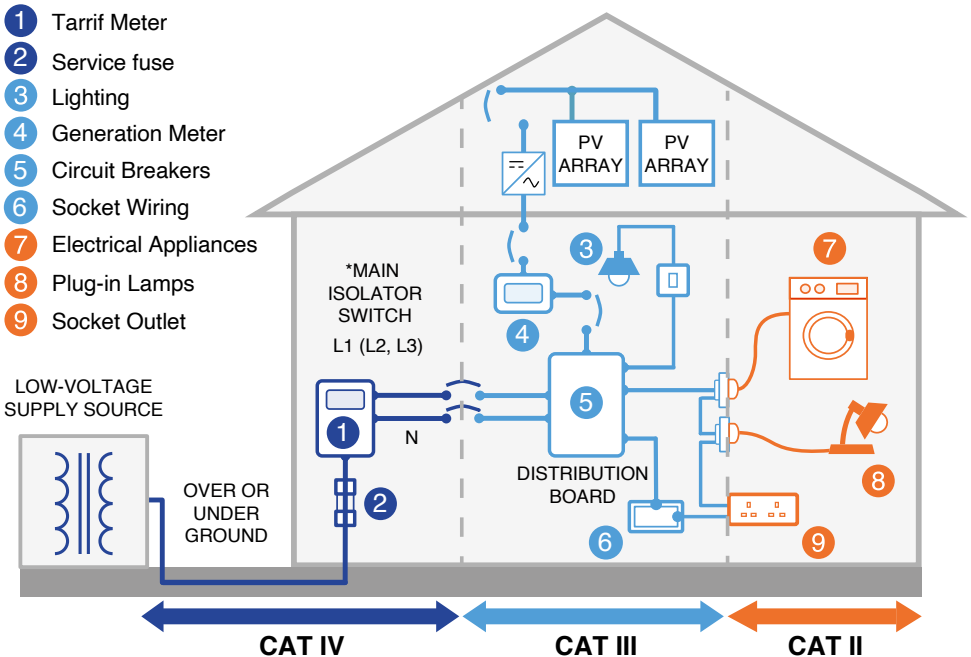 1 Tarrif Meter
2 Service fuse
3 Lighting
4 Generation Meter
5 Circuit Breakers
6 Socket Wiring
7 Electrical Appliances
8 Plug-in Lamps
9 Socket Outlet
PV
ARRAY
PV
ARRAY
3
7
*MAIN
ISOLATOR
SWITCH
L1 (L2, L3)
4
LOW-VOLTAGE
SUPPLY SOURCE
1
N
5
DISTRIBUTION
BOARD
8
OVER OR
UNDER
GROUND
2
6
9
CAT IV
CAT III
CAT II